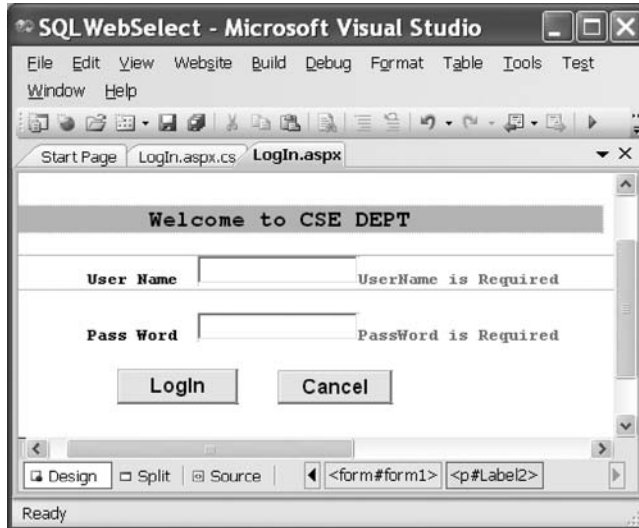 SQLWebSelect - Microsoft Visual Studio
File Edit View Website Build Debug Format Table Tools Test
Window Help
Start Page LogIn.aspx.cs LogIn.aspx
Welcome to CSE DEPT
User Name UserName is Required
Pass Word PassWord is Required
LogIn Cancel
Design Split Source <form#form1> <p#Label2>
Ready